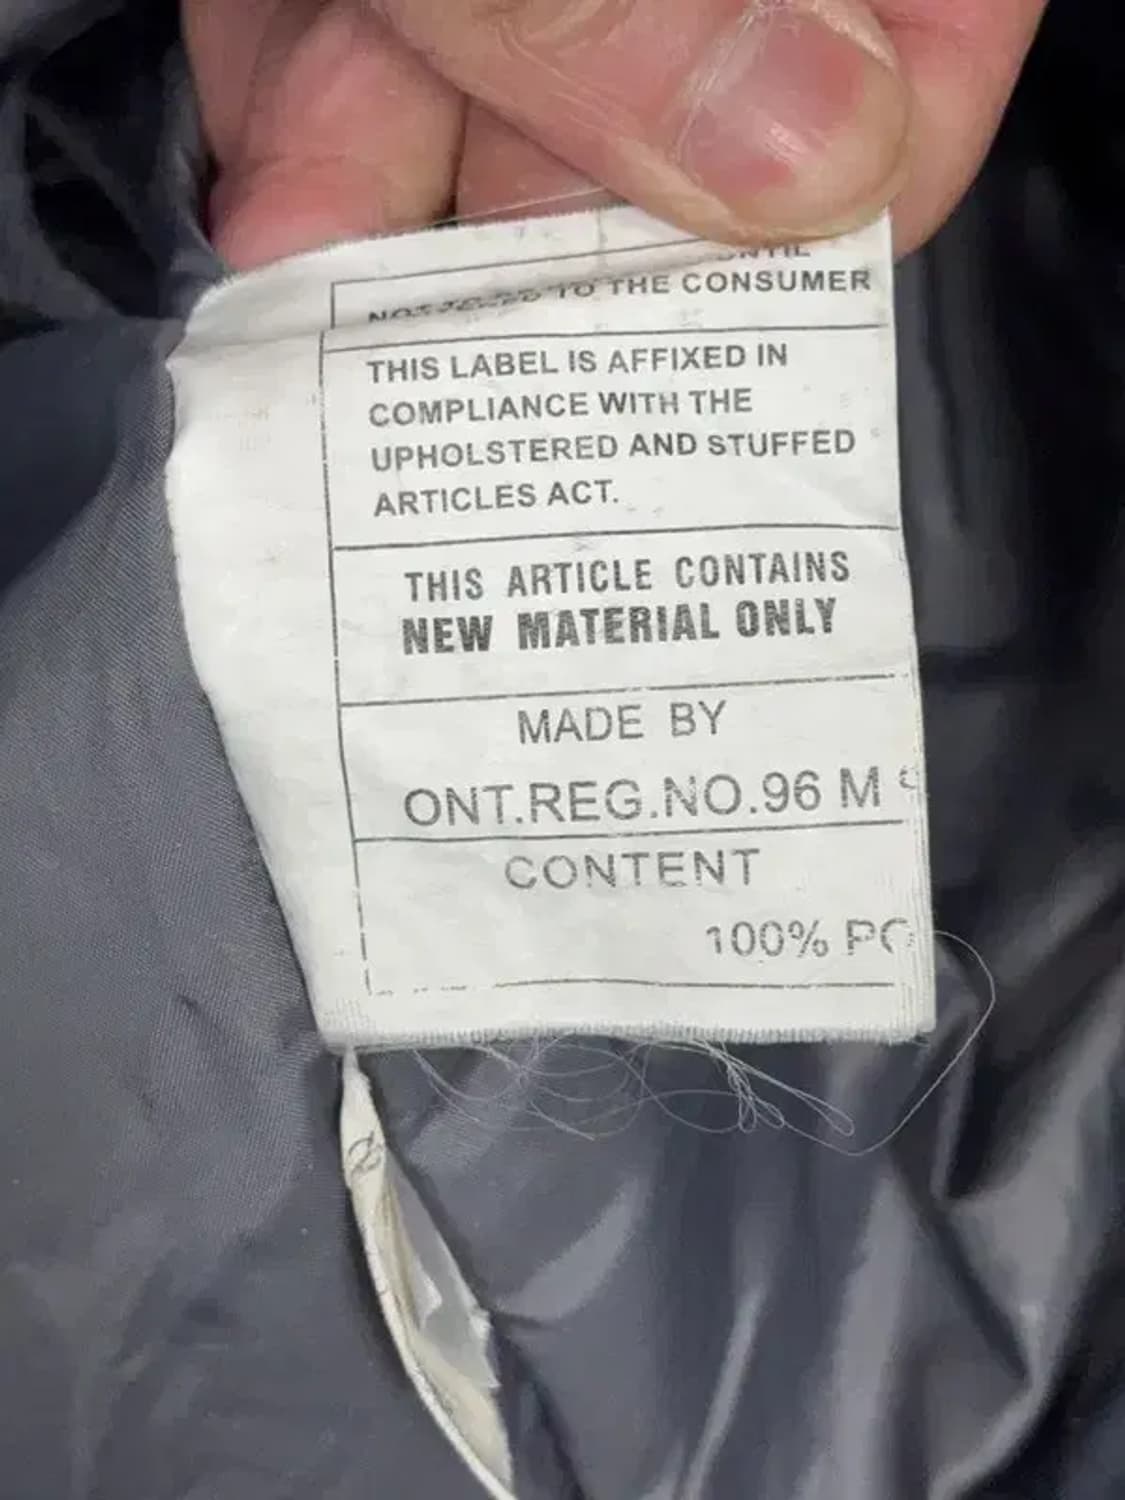 TO THE CONSUMER
THIS LABEL IS AFFIXED IN
COMPLIANCE WITH THE
UPHOLSTERED AND STUFFED
ARTICLES ACT.
THIS ARTICLE CONTAINS
NEW MATERIAL ONLY
MADE BY
ONT.REG.NO.96 M
CONTENT
100%